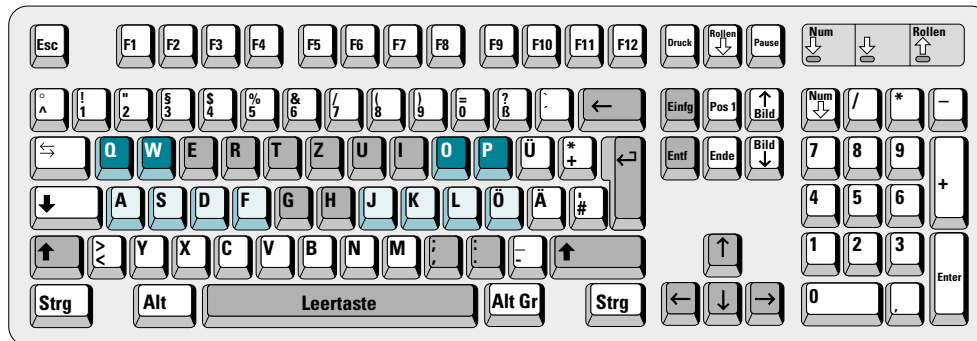 Esc F1 F2 F3 F4 F5 F6 F7 F8 F9 F10 F11 F12 Druck Rollen Pause Num Rollen
° ! " § $ % & / ( ) = ? `
^ 1 2 3 4 5 6 7 8 9 0 ß ´ ← Einfg Pos 1 ↑ Bild Num / * –
Q W E R T Z U I O P Ü * + Entf Ende Bild ↓ 7 8 9 +
A S D F G H J K L Ö Ä ' # 4 5 6
> < Y X C V B N M ; , : . _ - ↑ 1 2 3 Enter
Strg Alt Leertaste Alt Gr Strg ← ↓ → 0 ,